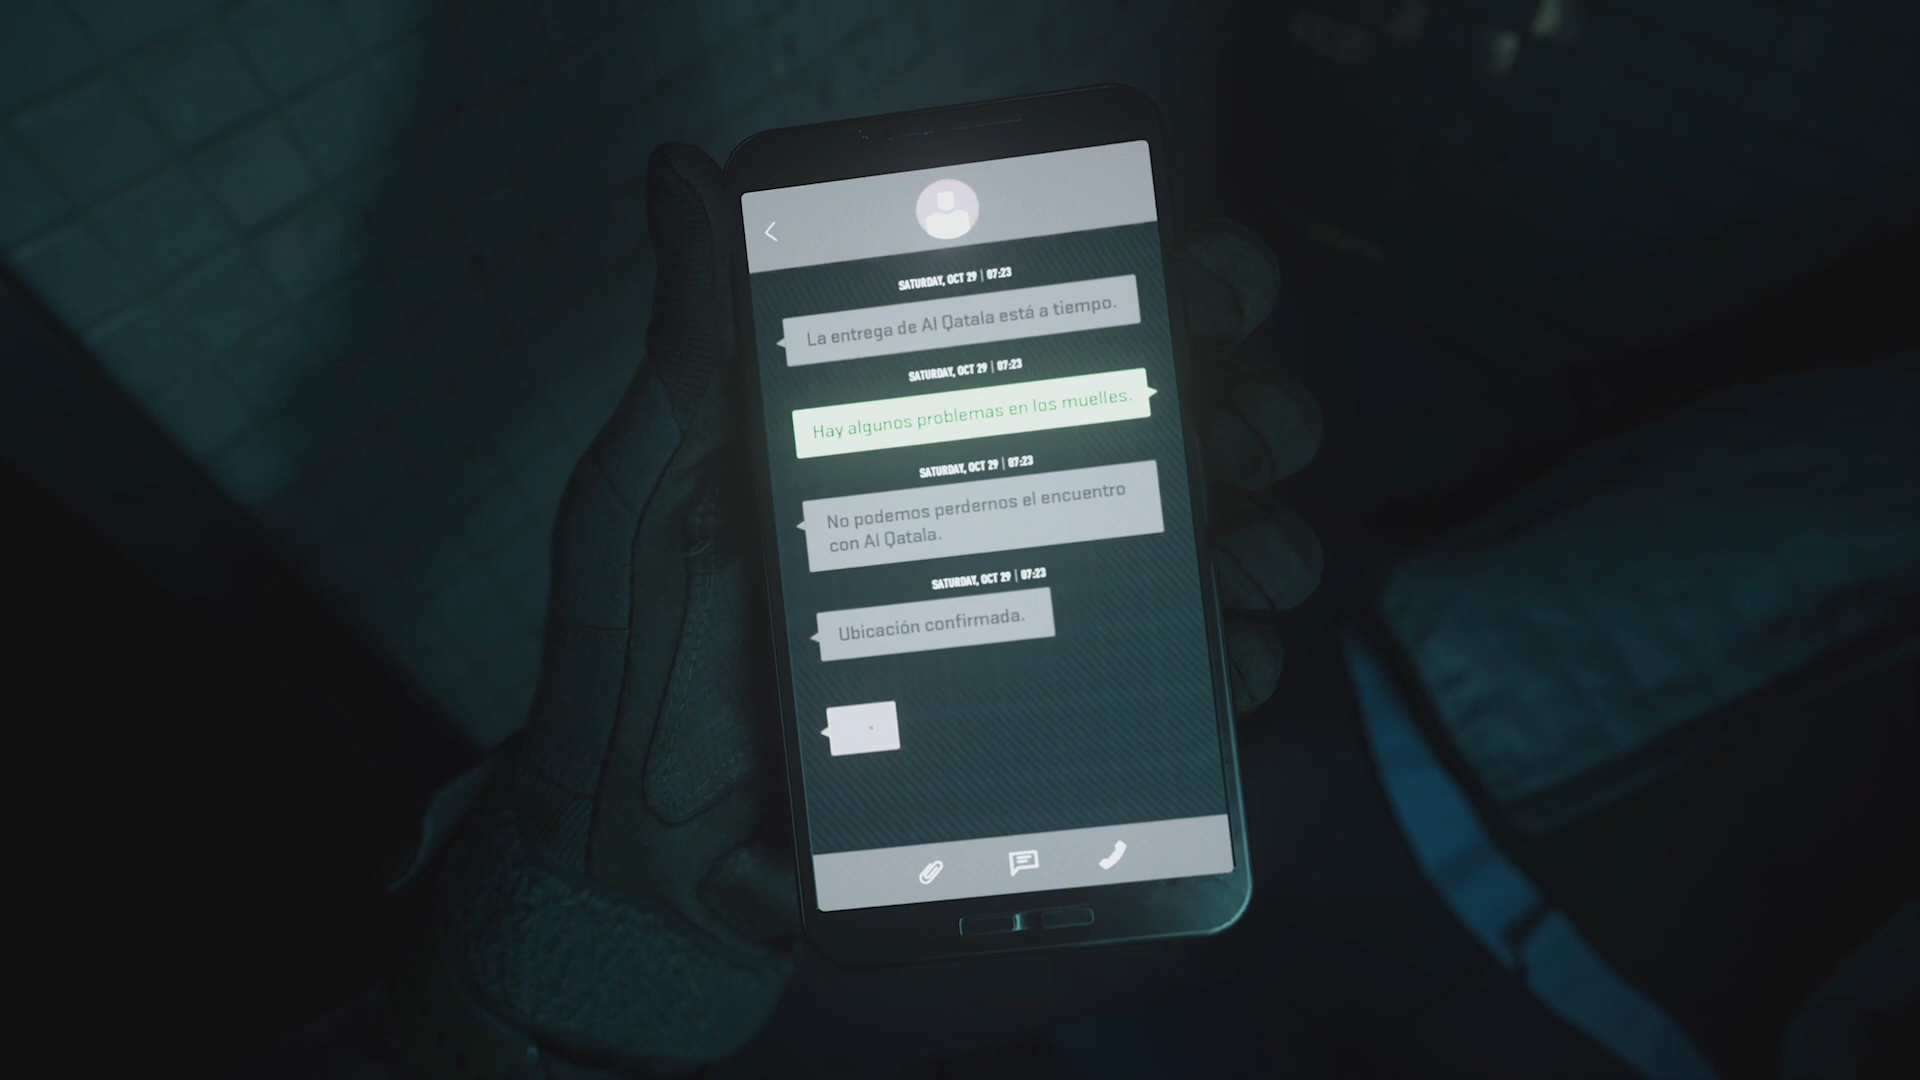 SATURDAY, OCT 29 | 07:23
La entrega de Al Qatala está a tiempo.
SATURDAY, OCT 29 | 07:23
Hay algunos problemas en los muelles.
SATURDAY, OCT 29 | 07:23
No podemos perdernos el encuentro
con Al Qatala.
SATURDAY, OCT 29 | 07:23
Ubicación confirmada.